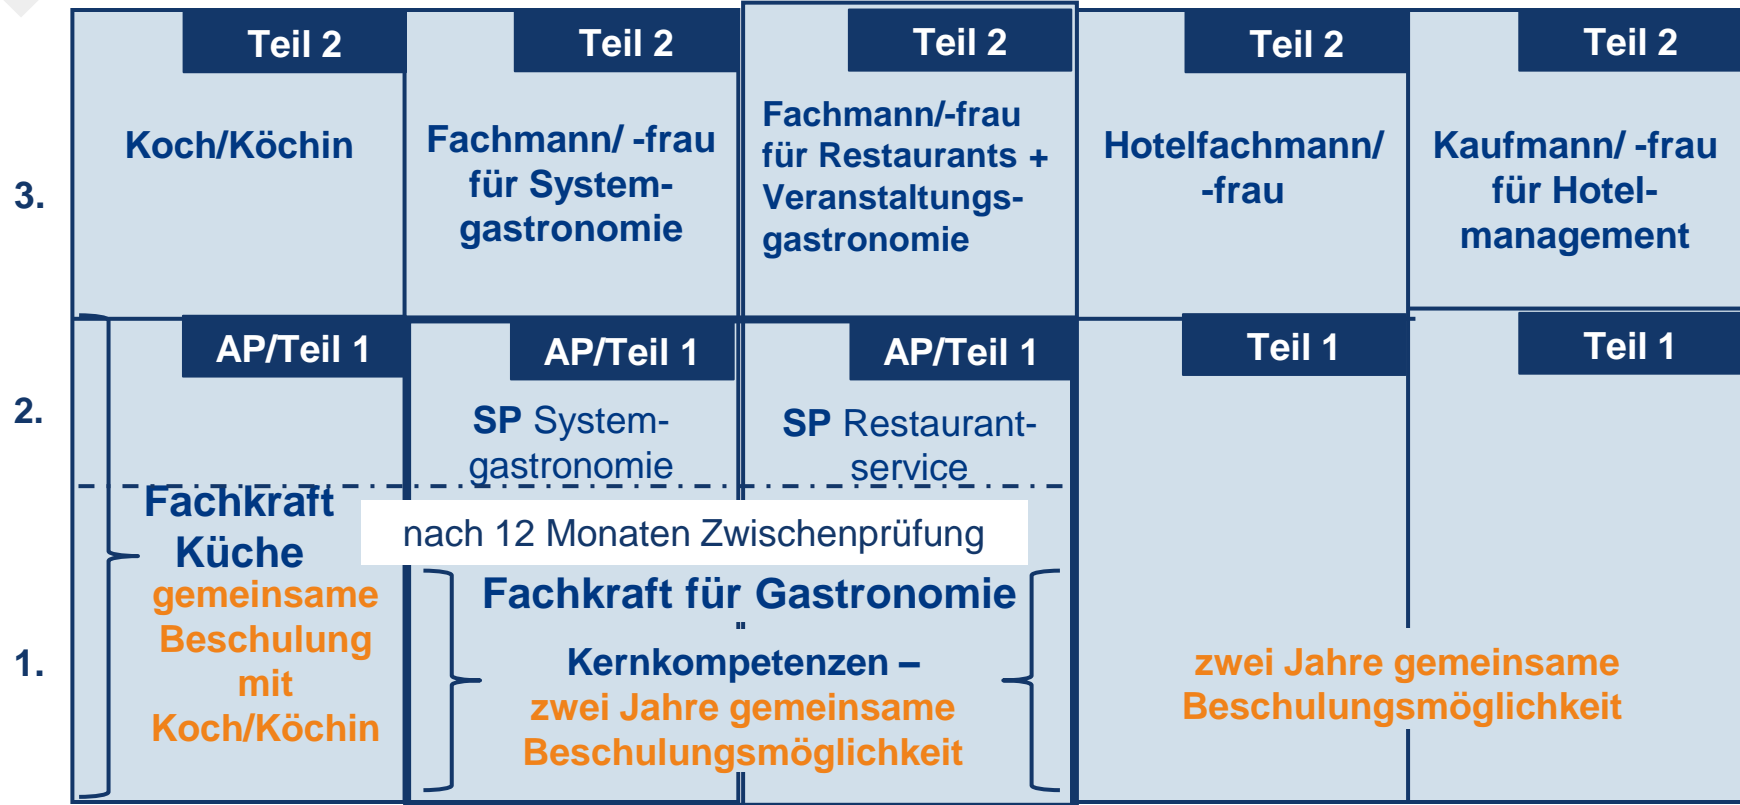 Teil 2
Teil 2
Teil 2
Teil 2
Teil 2
3.
Koch/Köchin
Fachmann/ -frau
für System-
gastronomie
Fachmann/-frau
für Restaurants +
Veranstaltungs-
gastronomie
Hotelfachmann/
-frau
Kaufmann/ -frau
für Hotel-
management
AP/Teil 1
AP/Teil 1
AP/Teil 1
Teil 1
Teil 1
2.
SP System-
gastronomie
SP Restaurant-
service
nach 12 Monaten Zwischenprüfung
1.
Fachkraft
Küche
gemeinsame
Beschulung
mit
Koch/Köchin
Fachkraft für Gastronomie
Kernkompetenzen –
zwei Jahre gemeinsame
Beschulungsmöglichkeit
zwei Jahre gemeinsame
Beschulungsmöglichkeit